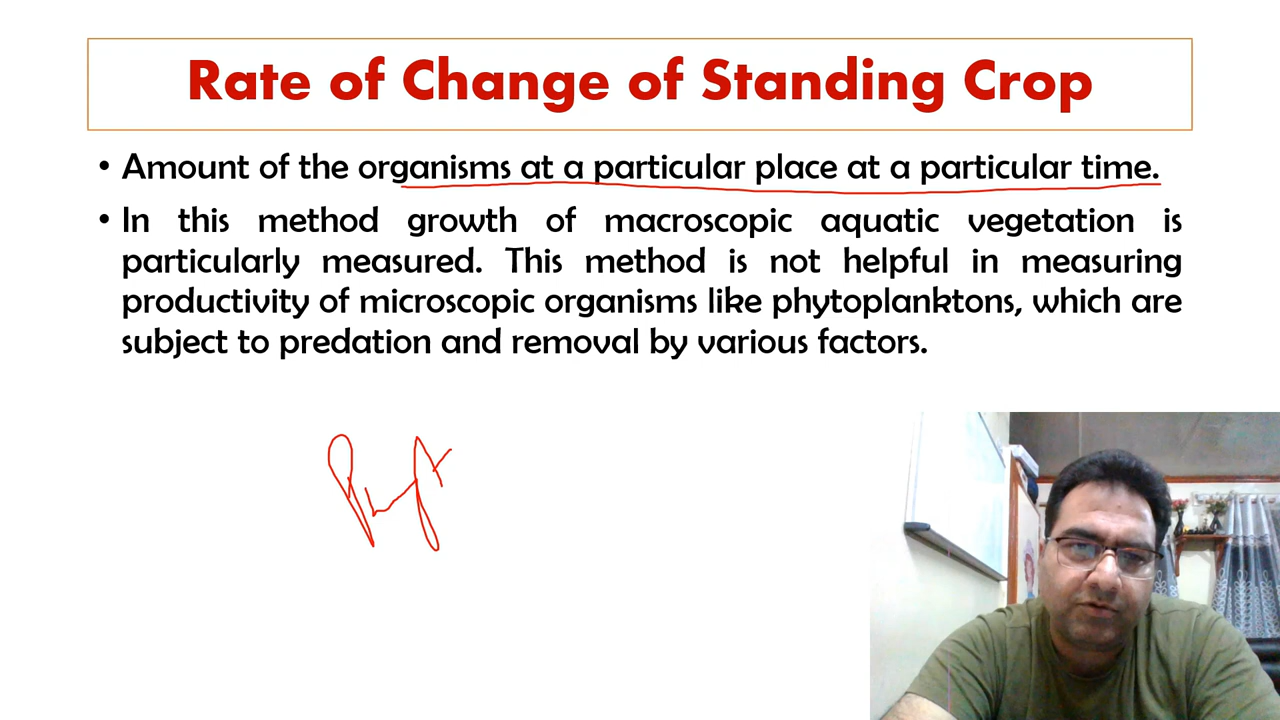 Rate of Change of Standing Crop
• Amount of the organisms at a particular place at a particular time.
• In this method growth of macroscopic aquatic vegetation is
particularly measured. This method is not helpful in measuring
productivity of microscopic organisms like phytoplanktons, which are
subject to predation and removal by various factors.